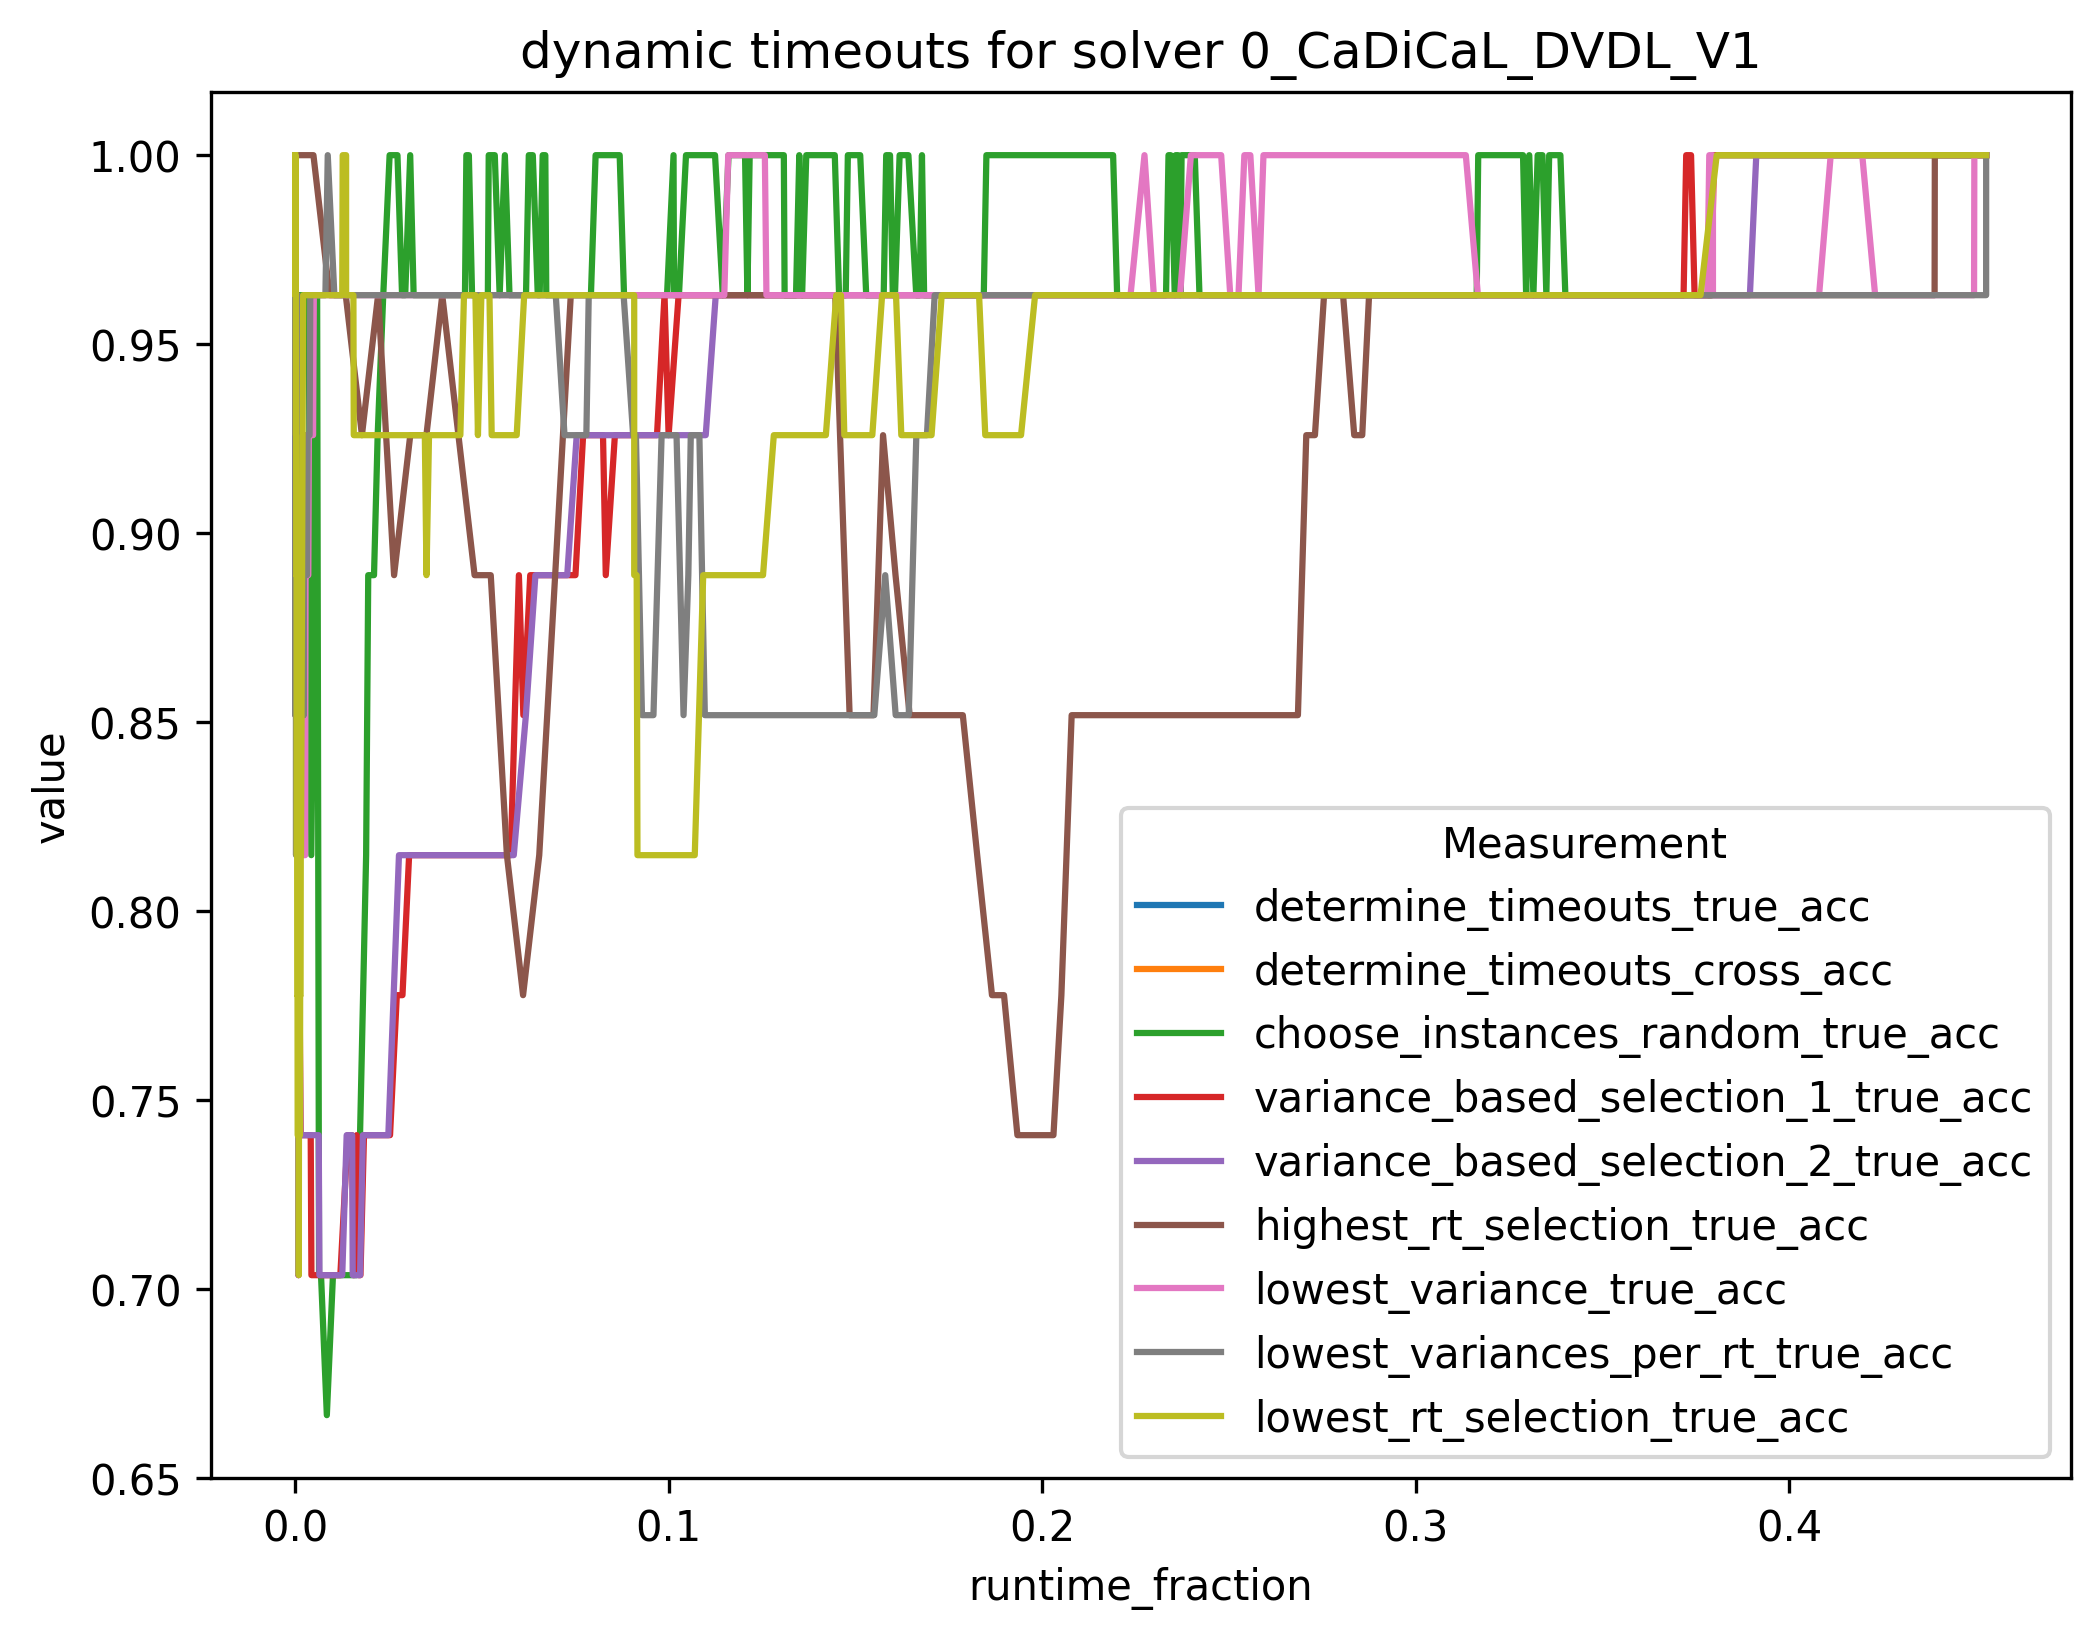 dynamic timeouts for solver 0_CaDiCaL_DVDL_V1
1.00
0.95
0.90
0.85
0.80
0.75
0.70
0.65
value
0.0
0.1
0.2
0.3
0.4
runtime_fraction
Measurement
determine_timeouts_true_acc
determine_timeouts_cross_acc
choose_instances_random_true_acc
variance_based_selection_1_true_acc
variance_based_selection_2_true_acc
highest_rt_selection_true_acc
lowest_variance_true_acc
lowest_variances_per_rt_true_acc
lowest_rt_selection_true_acc